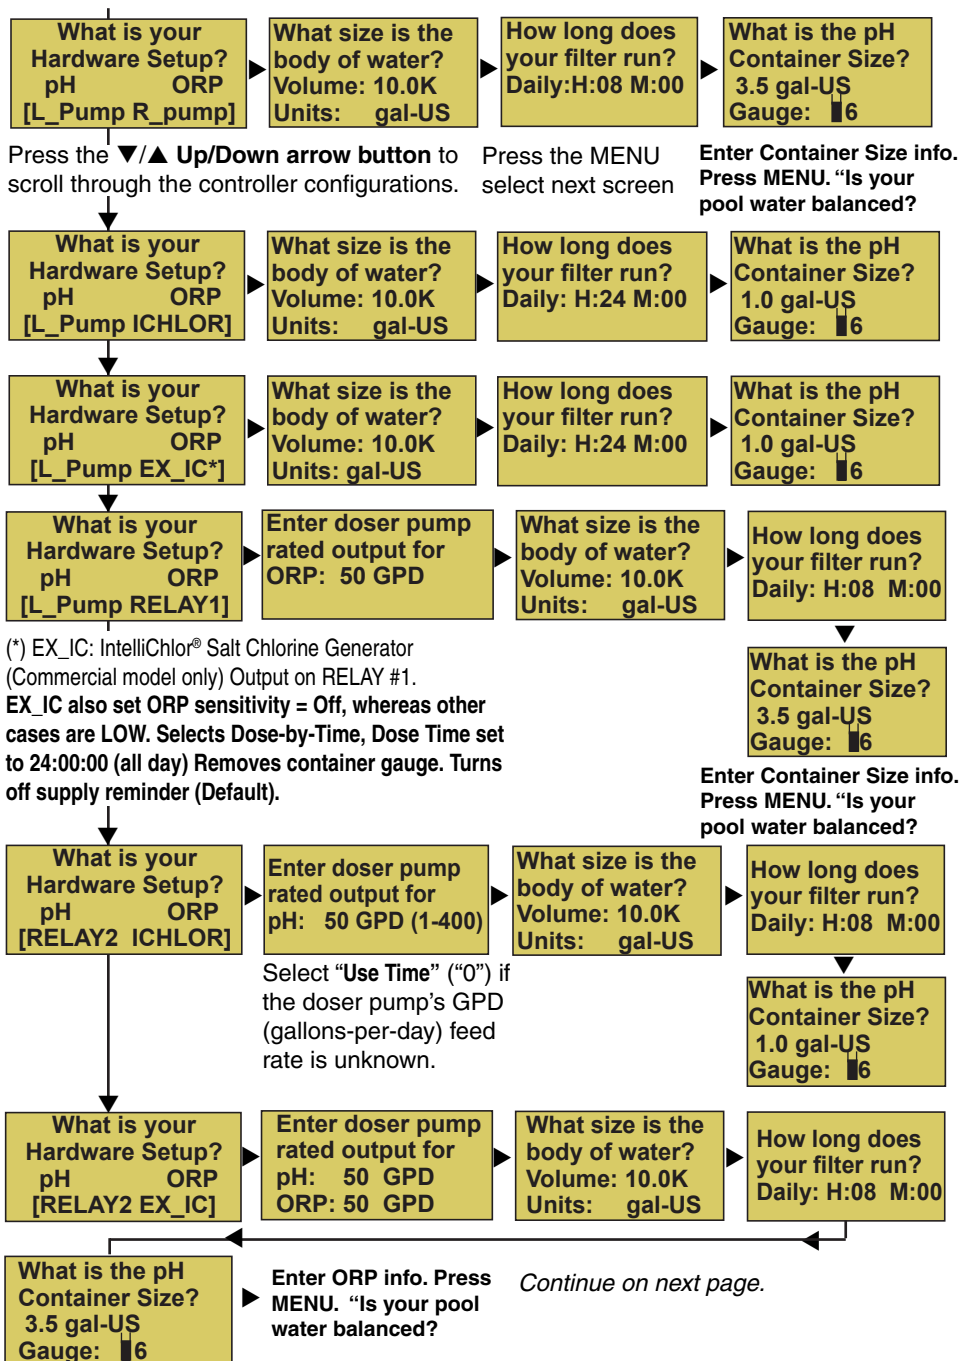 What is your
Hardware Setup?
pH ORP
[L_Pump R_pump]
What size is the
body of water?
Volume: 10.0K
Units: gal-US
How long does
your filter run?
Daily:H:08 M:00
What is the pH
Container Size?
3.5 gal-US
Gauge: 6
Press the ▼/▲ Up/Down arrow button to
scroll through the controller configurations.
Press the MENU
select next screen
Enter Container Size info.
Press MENU. “Is your
pool water balanced?
What is your
Hardware Setup?
pH ORP
[L_Pump ICHLOR]
What size is the
body of water?
Volume: 10.0K
Units: gal-US
How long does
your filter run?
Daily: H:24 M:00
What is the pH
Container Size?
1.0 gal-US
Gauge: 6
What is your
Hardware Setup?
pH ORP
[L_Pump EX_IC*]
What size is the
body of water?
Volume: 10.0K
Units: gal-US
How long does
your filter run?
Daily: H:24 M:00
What is the pH
Container Size?
1.0 gal-US
Gauge: 6
What is your
Hardware Setup?
pH ORP
[L_Pump RELAY1]
Enter doser pump
rated output for
ORP: 50 GPD
What size is the
body of water?
Volume: 10.0K
Units: gal-US
How long does
your filter run?
Daily: H:08 M:00
(*) EX_IC: IntelliChlor® Salt Chlorine Generator
(Commercial model only) Output on RELAY #1.
EX_IC also set ORP sensitivity = Off, whereas other
cases are LOW. Selects Dose-by-Time, Dose Time set
to 24:00:00 (all day) Removes container gauge. Turns
off supply reminder (Default).
What is the pH
Container Size?
3.5 gal-US
Gauge: 6
Enter Container Size info.
Press MENU. “Is your
pool water balanced?
What is your
Hardware Setup?
pH ORP
[RELAY2 ICHLOR]
Enter doser pump
rated output for
pH: 50 GPD (1-400)
What size is the
body of water?
Volume: 10.0K
Units: gal-US
How long does
your filter run?
Daily: H:08 M:00
Select “Use Time” (“0”) if
the doser pump’s GPD
(gallons-per-day) feed
rate is unknown.
What is the pH
Container Size?
1.0 gal-US
Gauge: 6
What is your
Hardware Setup?
pH ORP
[RELAY2 EX_IC]
Enter doser pump
rated output for
pH: 50 GPD
ORP: 50 GPD
What size is the
body of water?
Volume: 10.0K
Units: gal-US
How long does
your filter run?
Daily: H:08 M:00
What is the pH
Container Size?
3.5 gal-US
Gauge: 6
Enter ORP info. Press
MENU. “Is your pool
water balanced?
Continue on next page.